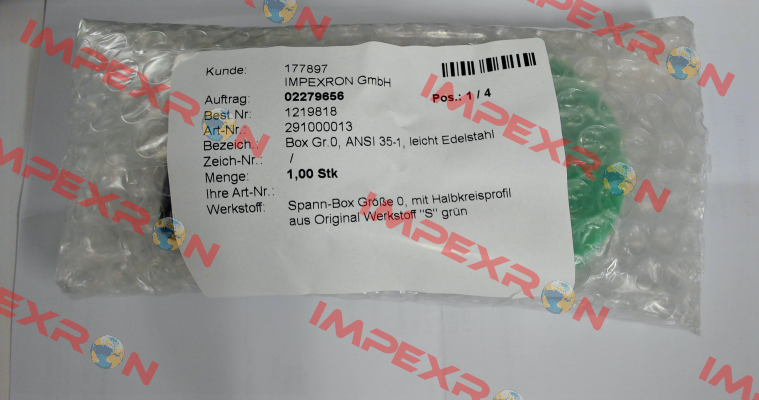 Kunde: 177897
IMPEXRON GmbH
Auftrag: 02279656 Pos.: 1 / 4
Best Nr: 1219818
Art-Nr.: 291000013
Bezeich.: Box Gr.0, ANSI 35-1, leicht Edelstahl
Zeich-Nr.: /
Menge: 1,00 Stk
Ihre Art-Nr.:
Werkstoff: Spann-Box Größe 0, mit Halbkreisprofil
aus Original Werkstoff "S" grün
IMPEXRON
IMPEXRON
IMPEXRON
IMPEXRON
IMPEXRON
IMPEXRON